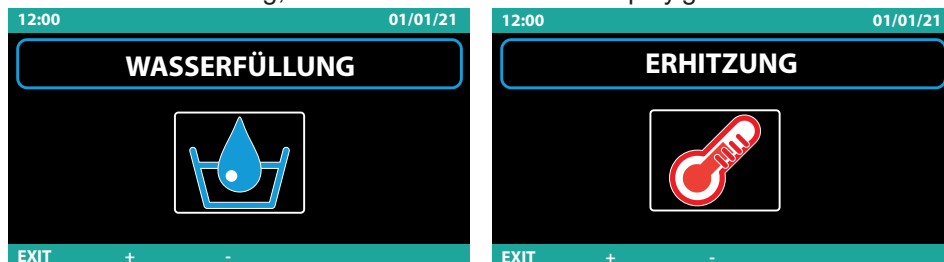 12:00 01/01/21
WASSERFÜLLUNG
EXIT + -
12:00 01/01/21
ERHITZUNG
EXIT + -